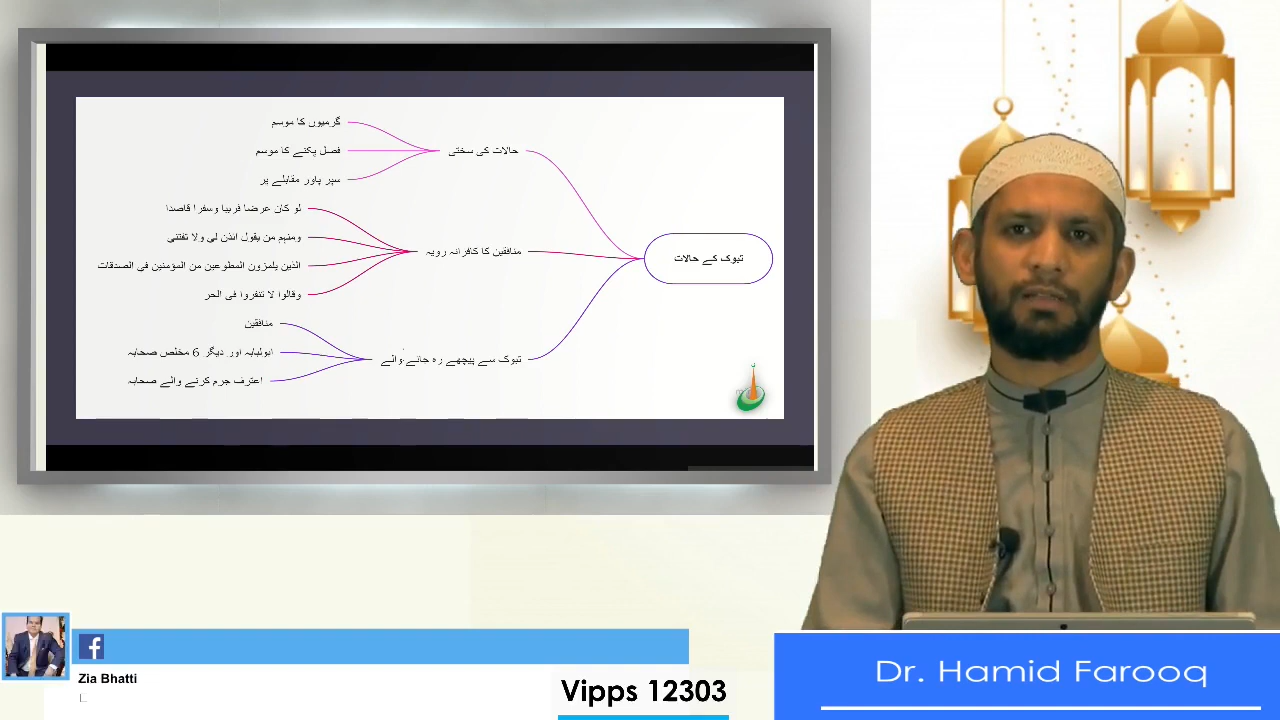 گرمیوں کا موسم
فصل پکنے کا موسم
سپر پاور مقابلے پر
حالات کی سختی
لو كان عرضا قريبا وسفرا قاصدا
ومنہم من یقول ائذن لی ولا تفتنی
الذین یلمزون المطوعین من المؤمنین فی الصدقات
وقالوا لا تنفروا فی الحر
منافقین کا کافرانہ رویہ
تبوک کے حالات
منافقین
ابولبابہ اور دیگر 6 مخلص صحابہ
اعترف جرم کرنے والے صحابہ
تبوک سے پیچھے رہ جانے والے
Zia Bhatti
Vipps 12303
Dr. Hamid Farooq